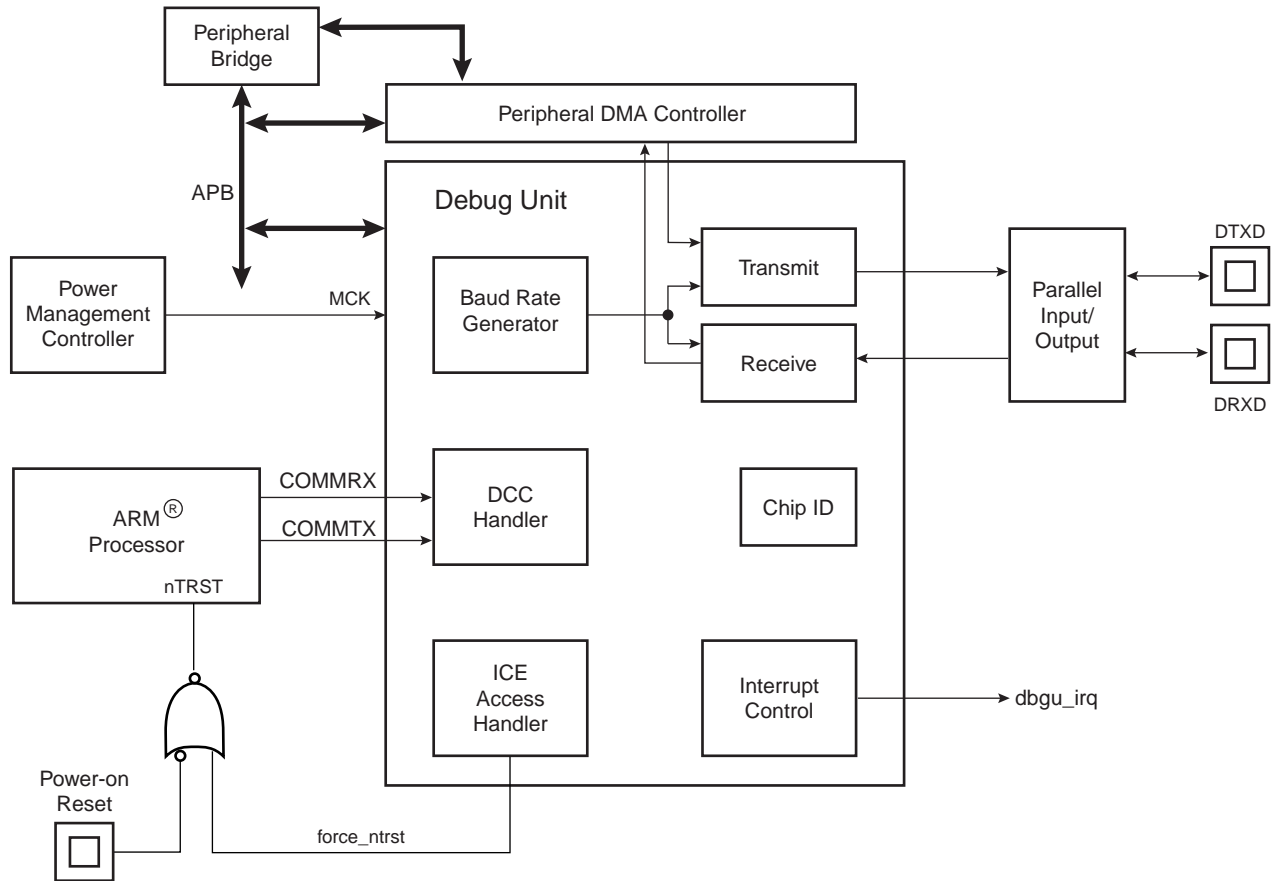 Peripheral
Bridge
Peripheral DMA Controller
APB
Debug Unit
DTXD
Transmit
Power
Management
Controller
MCK
Baud Rate
Generator
Parallel
Input/
Output
Receive
DRXD
COMMRX
ARM®
Processor
DCC
Handler
Chip ID
COMMTX
nTRST
ICE
Access
Handler
Interrupt
Control
dbgu_irq
Power-on
Reset
force_ntrst